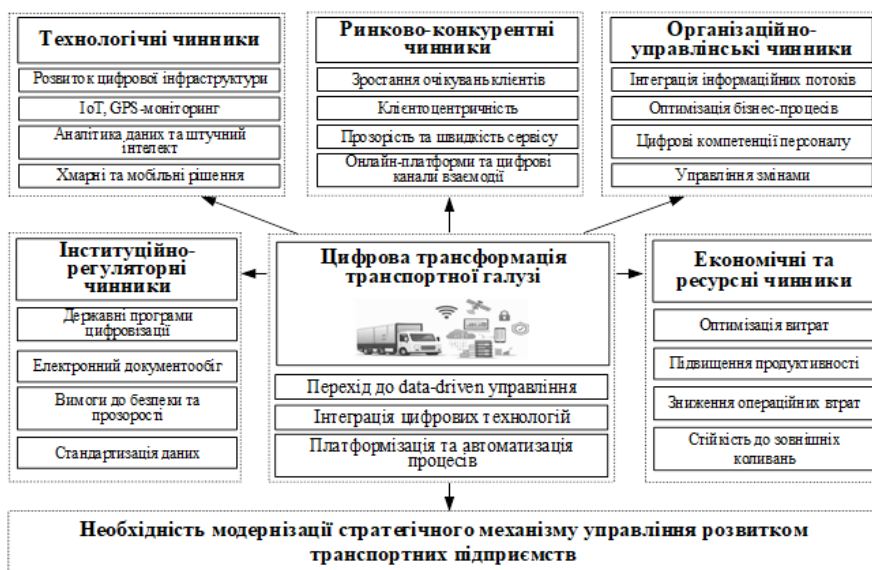 Технологічні чинники
Розвиток цифрової інфраструктури
IoT, GPS-моніторинг
Аналітика даних та штучний
інтелект
Хмарні та мобільні рішення
Ринково-конкурентні
чинники
Зростання очікувань клієнтів
Клієнтоцентричність
Прозорість та швидкість сервісу
Онлайн-платформи та цифрові
канали взаємодії
Організаційно-
управлінські чинники
Інтеграція інформаційних потоків
Оптимізація бізнес-процесів
Цифрові компетенції персоналу
Управління змінами
Інституційно-
регуляторні
чинники
Державні програми
цифровізації
Електронний документообіг
Вимоги до безпеки та
прозорості
Стандартизація даних
Цифрова трансформація
транспортної галузі
Перехід до data-driven управління
Інтеграція цифрових технологій
Платформізація та автоматизація
процесів
Економічні та
ресурсні чинники
Оптимізація витрат
Підвищення продуктивності
Зниження операційних втрат
Стійкість до зовнішніх
коливань
Необхідність модернізації стратегічного механізму управління розвитком
транспортних підприємств